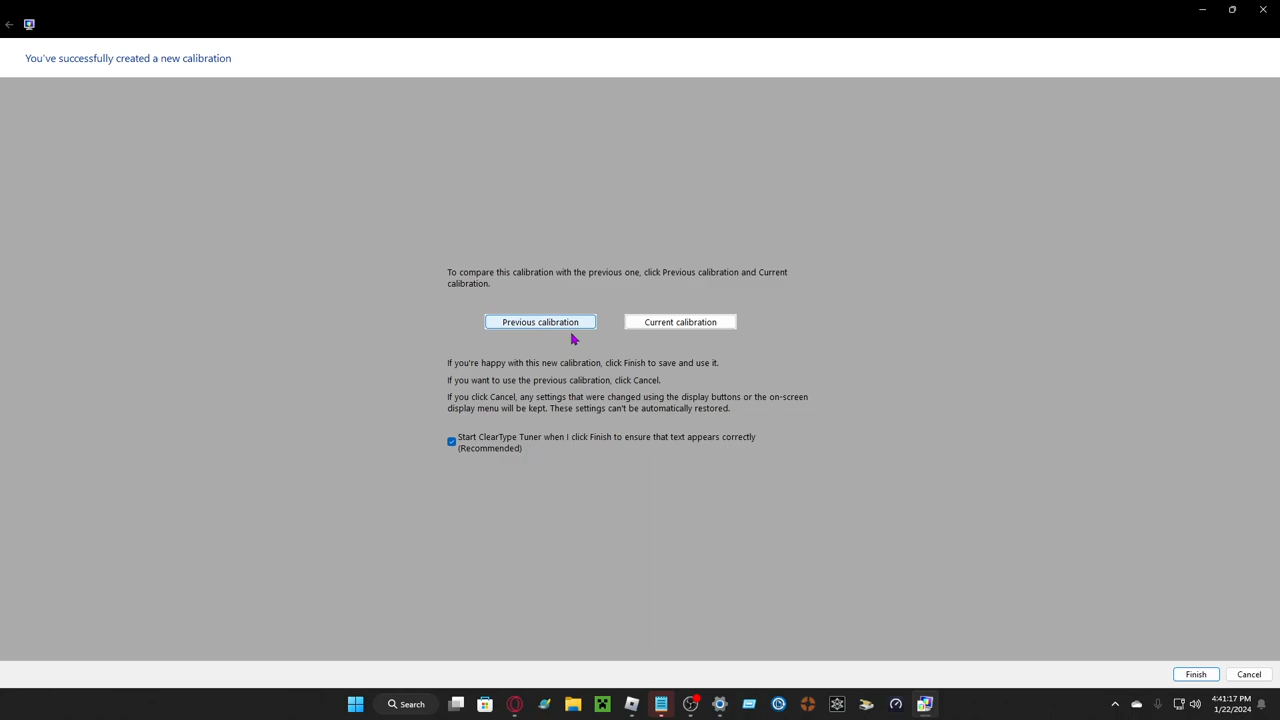 You've successfully created a new calibration
To compare this calibration with the previous one, click Previous calibration and Current
calibration.
Previous calibration
Current calibration
If you're happy with this new calibration, click Finish to save and use it.
If you want to use the previous calibration, click Cancel.
If you click Cancel, any settings that were changed using the display buttons or the on-screen
display menu will be kept. These settings can't be automatically restored.
Start ClearType Tuner when I click Finish to ensure that text appears correctly
(Recommended)
Finish
Cancel
Search
4:41:17 PM
1/22/2024